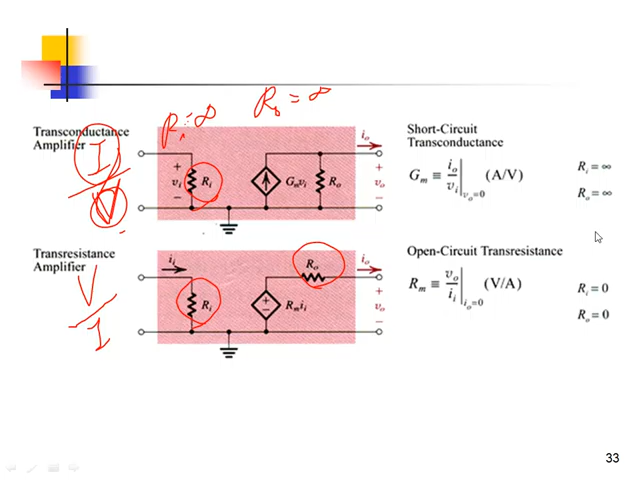 Rᵢ = ∞
R₀ = ∞
Transconductance
Amplifier
I
V
+
vᵢ
−
Rᵢ
Gₘvᵢ
Rₒ
iₒ
+
vₒ
−
Short-Circuit
Transconductance
Gₘ ≡ iₒ/vᵢ |vₒ=0 (A/V)
Rᵢ = ∞
Rₒ = ∞
Transresistance
Amplifier
V
I
iᵢ
Rᵢ
+
−
Rₘiᵢ
Rₒ
iₒ
+
vₒ
−
Open-Circuit Transresistance
Rₘ ≡ vₒ/iᵢ |iₒ=0 (V/A)
Rᵢ = 0
Rₒ = 0
33